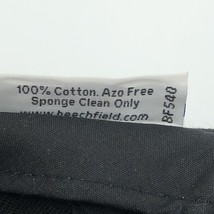 100% Cotton. Azo Free
Sponge Clean Only
www.beechfield.com
BF540